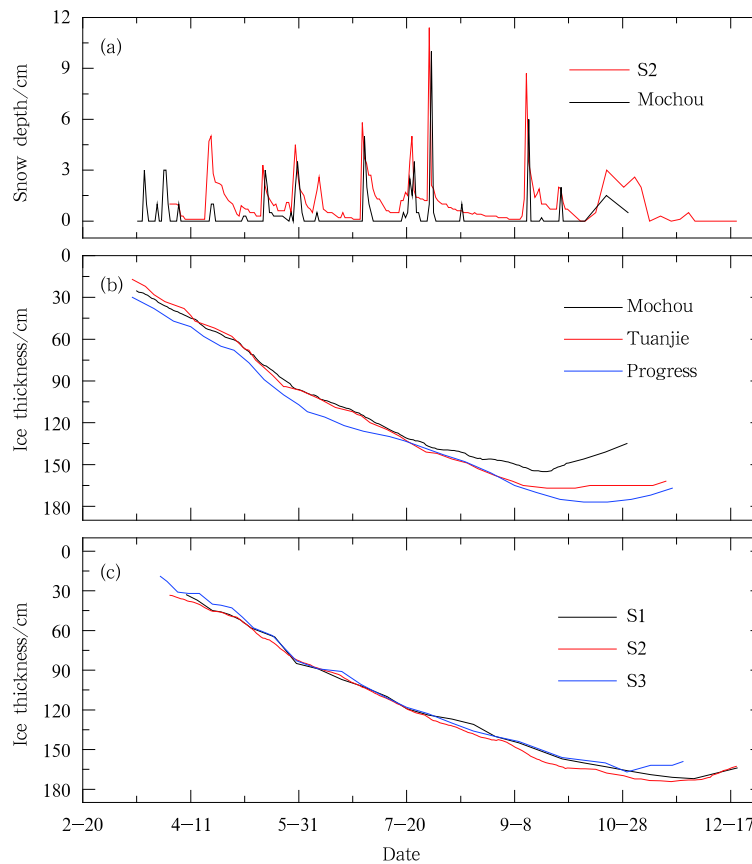 12
9
6
3
0
Snow depth/cm
(a)
S2
Mochou
0
30
60
90
120
150
180
Ice thickness/cm
(b)
Mochou
Tuanjie
Progress
0
30
60
90
120
150
180
Ice thickness/cm
(c)
S1
S2
S3
2−20 4−11 5−31 7−20 9−8 10−28 12−17
Date